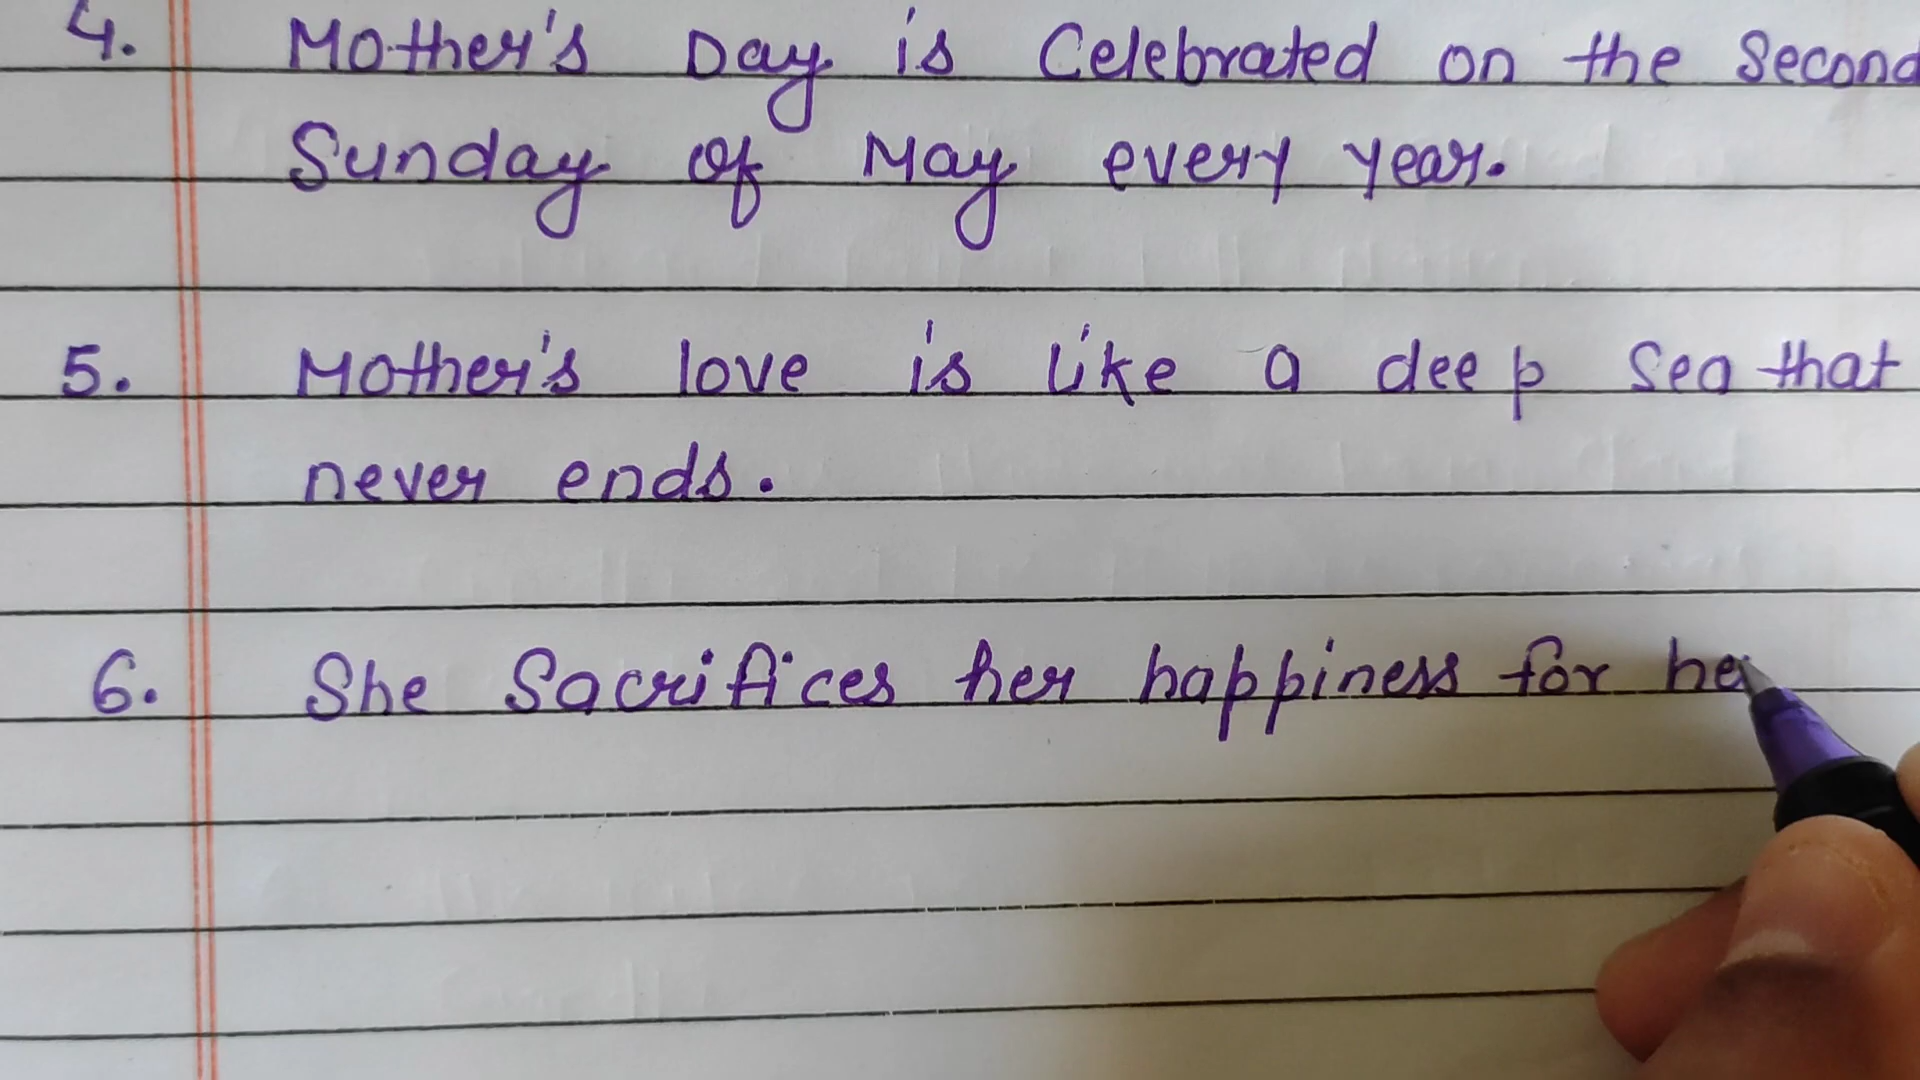 4. Mother's Day is Celebrated on the Second
Sunday of May every year.
5. Mother's love is like a deep Sea that
never ends.
6. She Sacrifices her happiness for he